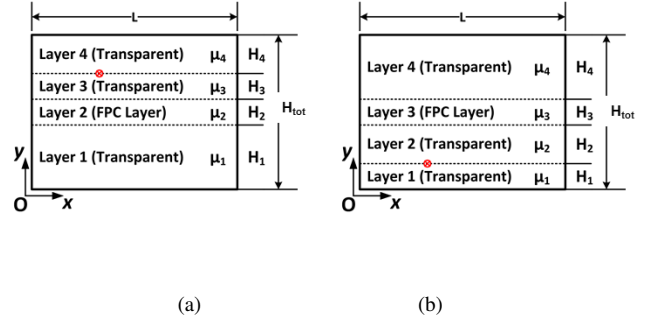 L
L
Layer 4 (Transparent) μ₄ H₄
Layer 3 (Transparent) μ₃ H₃
Layer 2 (FPC Layer) μ₂ H₂
Layer 1 (Transparent) μ₁ H₁
H_tot
y
O x
Layer 4 (Transparent) μ₄ H₄
Layer 3 (FPC Layer) μ₃ H₃
Layer 2 (Transparent) μ₂ H₂
Layer 1 (Transparent) μ₁ H₁
H_tot
y
O x
(a) (b)